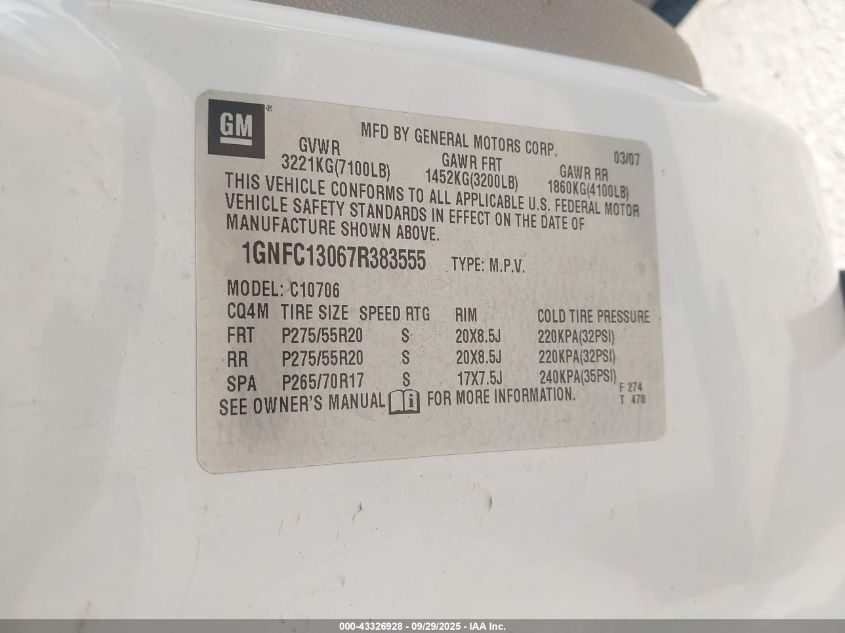 GM ®
MFD BY GENERAL MOTORS CORP. 03/07
GVWR GAWR FRT GAWR RR
3221KG(7100LB) 1452KG(3200LB) 1860KG(4100LB)
THIS VEHICLE CONFORMS TO ALL APPLICABLE U.S. FEDERAL MOTOR
VEHICLE SAFETY STANDARDS IN EFFECT ON THE DATE OF
MANUFACTURE SHOWN ABOVE.
1GNFC13067R383555 TYPE: M.P.V.
MODEL: C10706
CQ4M TIRE SIZE SPEED RTG RIM COLD TIRE PRESSURE
FRT P275/55R20 S 20X8.5J 220KPA(32PSI)
RR P275/55R20 S 20X8.5J 220KPA(32PSI)
SPA P265/70R17 S 17X7.5J 240KPA(35PSI)
SEE OWNER'S MANUAL i FOR MORE INFORMATION.
F 274
T 478
000-43326928 - 09/29/2025 - IAA Inc.